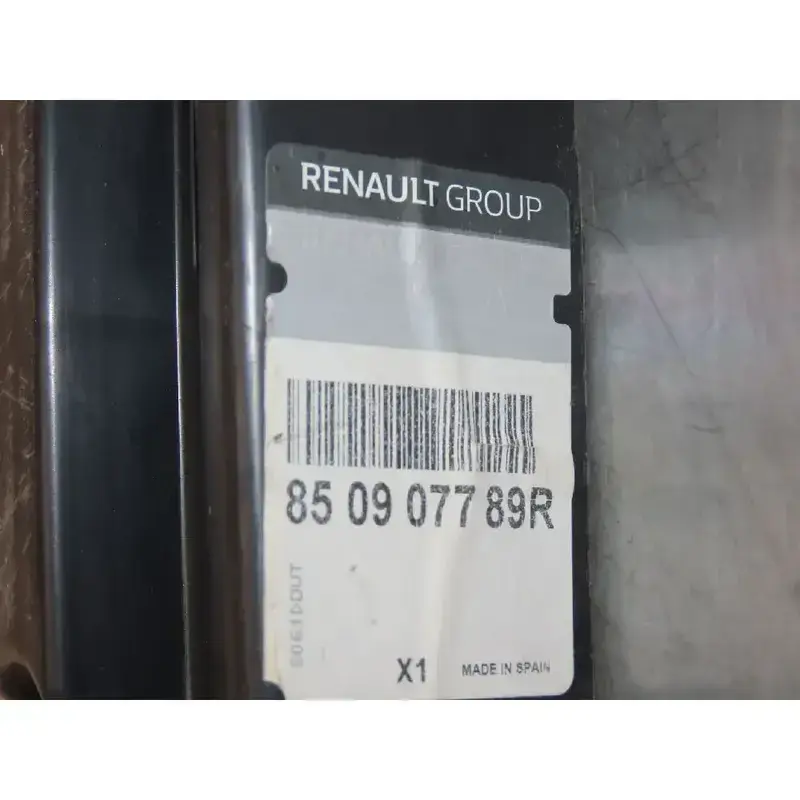 RENAULT GROUP
85 09 077 89R
X1
MADE IN SPAIN